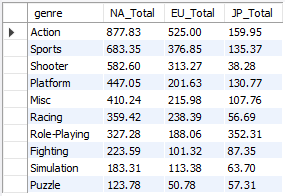 genre NA_Total EU_Total JP_Total
Action 877.83 525.00 159.95
Sports 683.35 376.85 135.37
Shooter 582.60 313.27 38.28
Platform 447.05 201.63 130.77
Misc 410.24 215.98 107.76
Racing 359.42 238.39 56.69
Role-Playing 327.28 188.06 352.31
Fighting 223.59 101.32 87.35
Simulation 183.31 113.38 63.70
Puzzle 123.78 50.78 57.31